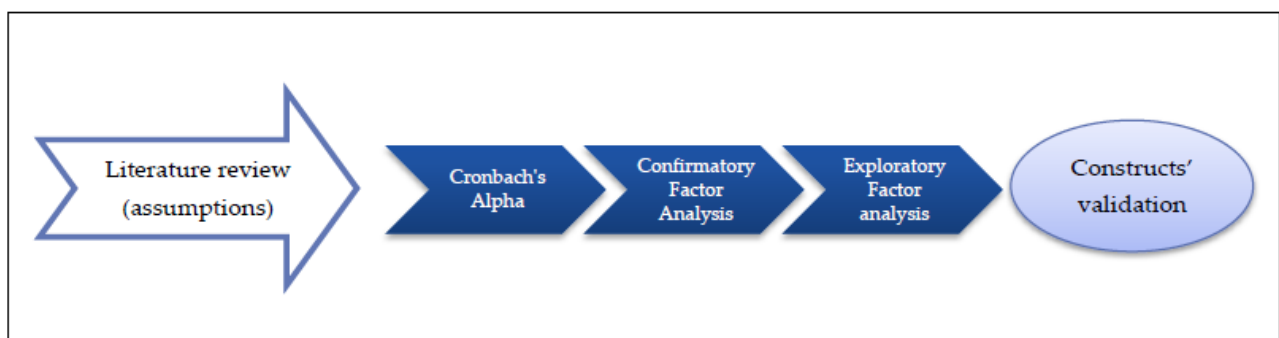 Literature review
(assumptions)
Cronbach's
Alpha
Confirmatory
Factor
Analysis
Exploratory
Factor
analysis
Constructs’
validation